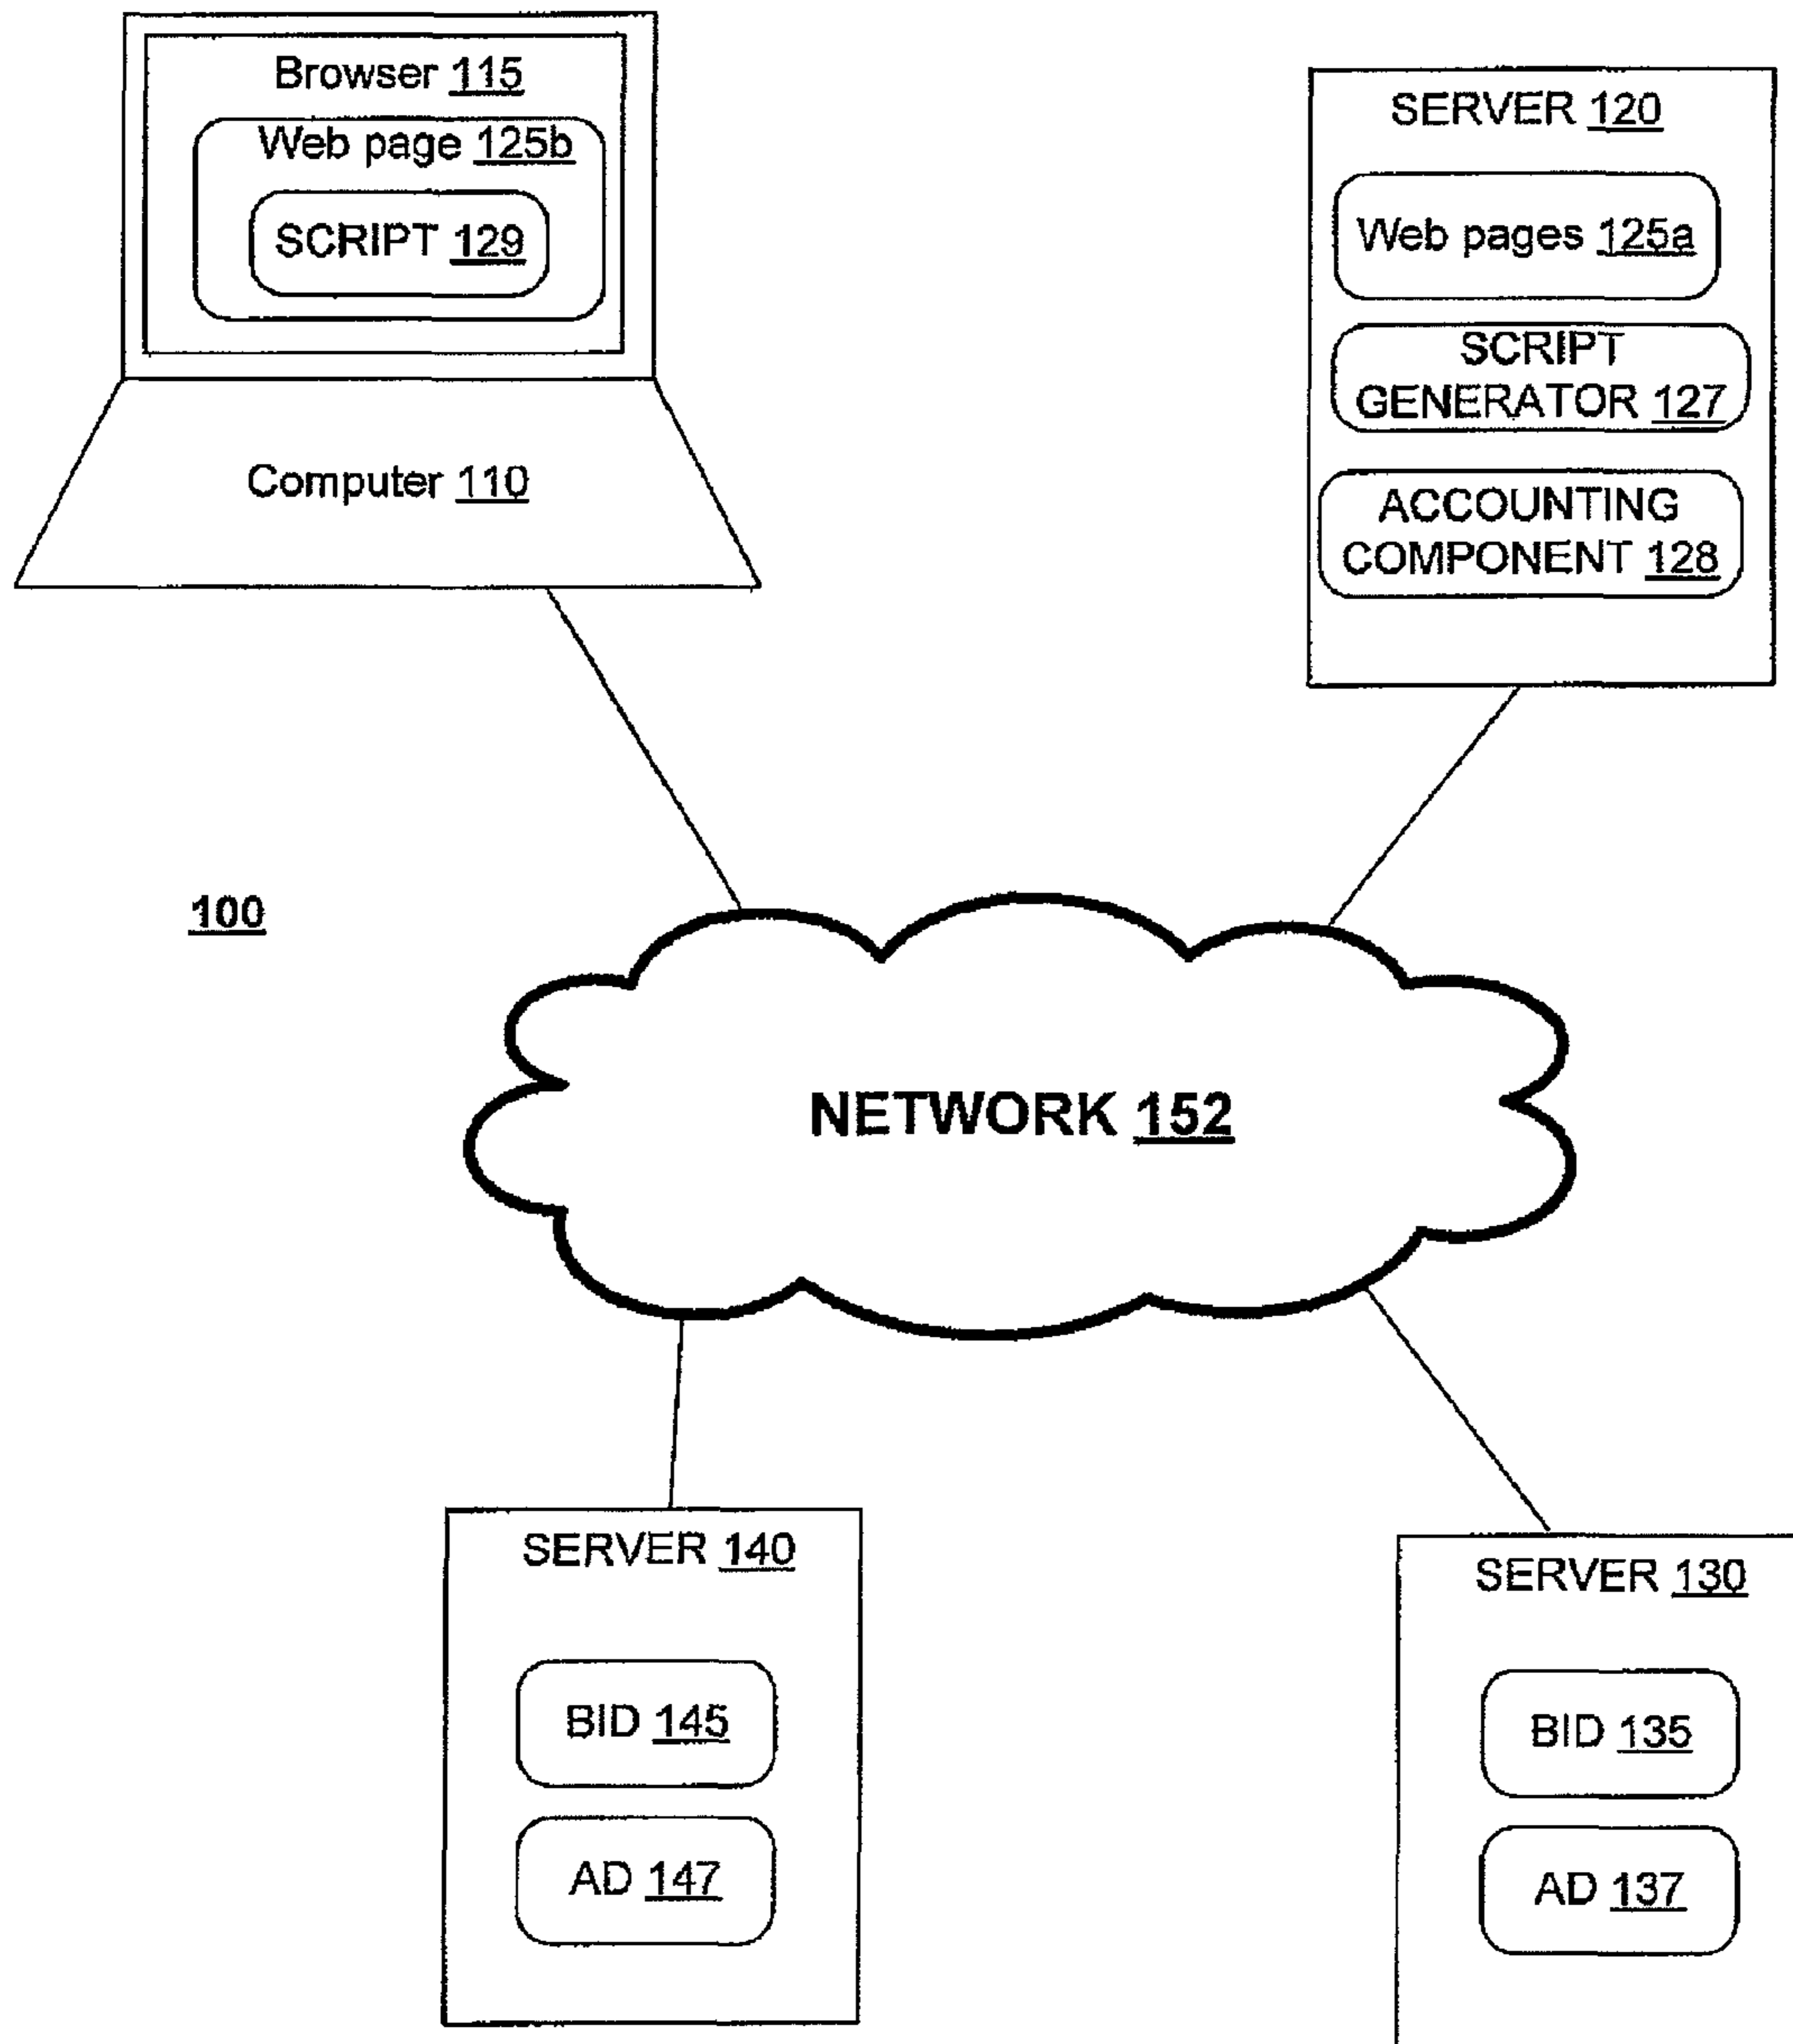 Browser 115
Web page 125b
SCRIPT 129
Computer 110
SERVER 120
Web pages 125a
SCRIPT
GENERATOR 127
ACCOUNTING
COMPONENT 128
100
NETWORK 152
SERVER 140
BID 145
AD 147
SERVER 130
BID 135
AD 137